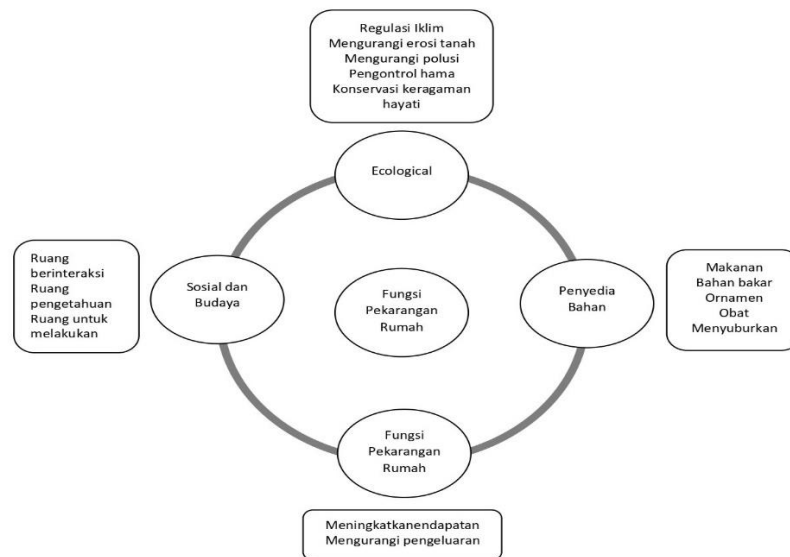 Regulasi Iklim
Mengurangi erosi tanah
Mengurangi polusi
Pengontrol hama
Konservasi keragaman
hayati
Ecological
Ruang
berinteraksi
Ruang
pengetahuan
Ruang untuk
melakukan
Sosial dan
Budaya
Fungsi
Pekarangan
Rumah
Penyedia
Bahan
Makanan
Bahan bakar
Ornamen
Obat
Menyuburkan
Fungsi
Pekarangan
Rumah
Meningkatkanendapatan
Mengurangi pengeluaran